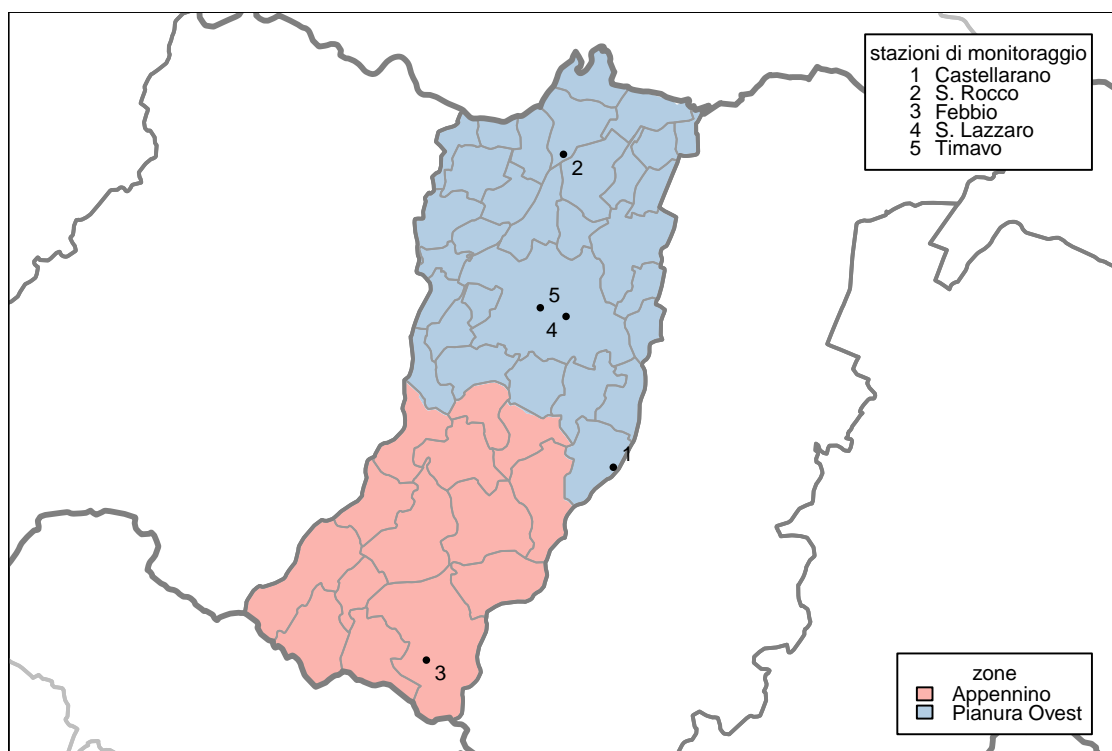 stazioni di monitoraggio
1 Castellarano
2 S. Rocco
3 Febbio
4 S. Lazzaro
5 Timavo
2
5
4
1
3
zone
Appennino
Pianura Ovest